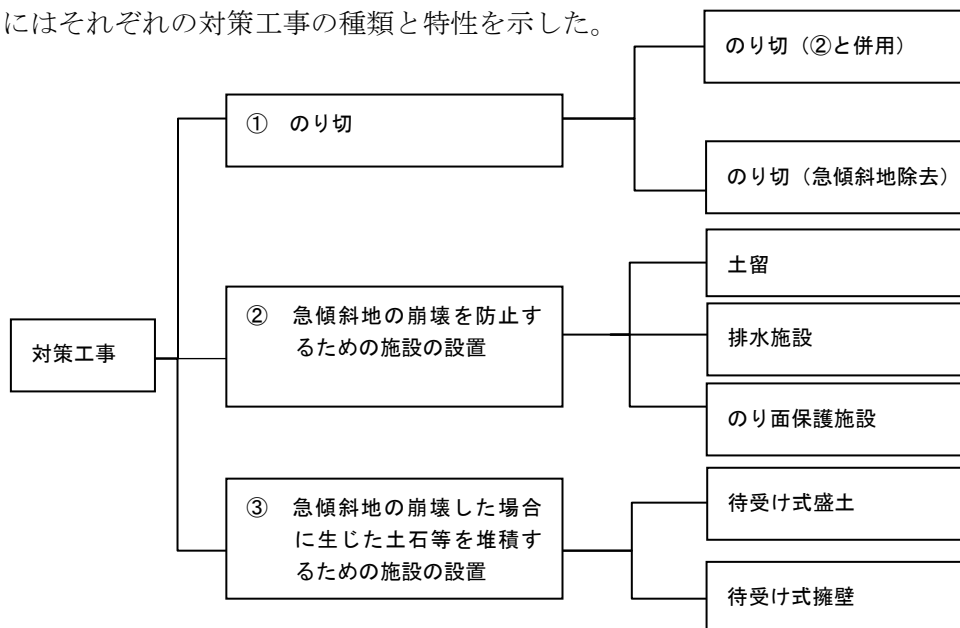 にはそれぞれの対策工事の種類と特性を示した。
対策工事
① のり切
のり切（②と併用）
のり切（急傾斜地除去）
② 急傾斜地の崩壊を防止す
るための施設の設置
土留
排水施設
のり面保護施設
③ 急傾斜地の崩壊した場合
に生じた土石等を堆積す
るための施設の設置
待受け式盛土
待受け式擁壁